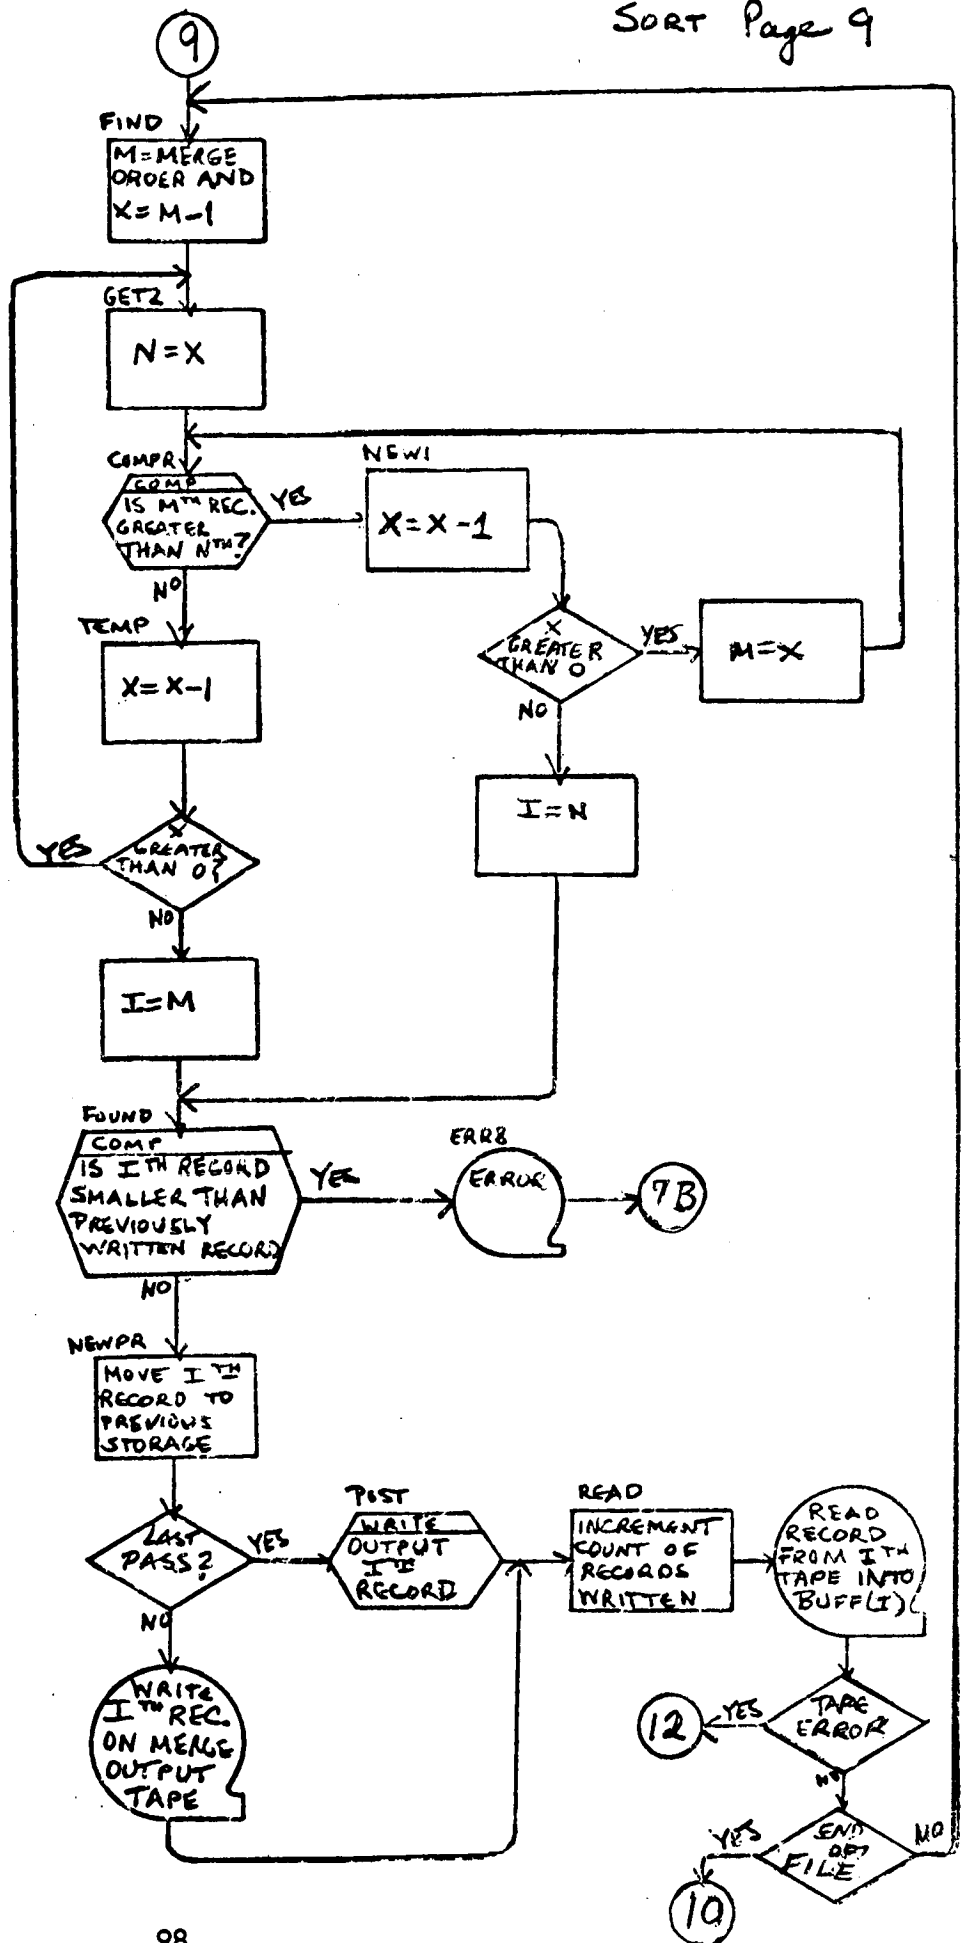 SORT Page 9
9
FIND
M=MERGE
ORDER AND
X=M-1
GET2
N=X
COMPR
COMP
IS MTH REC.
GREATER
THAN NTH?
YES
NO
NEW1
X=X-1
X
GREATER
THAN 0
YES
NO
M=X
I=N
TEMP
X=X-1
X
GREATER
THAN 0?
YES
NO
I=M
FOUND
COMP
IS ITH RECORD
SMALLER THAN
PREVIOUSLY
WRITTEN RECORD
YES
NO
ERR8
ERROR
7B
NEWPR
MOVE ITH
RECORD TO
PREVIOUS
STORAGE
LAST
PASS?
YES
NO
POST
WRITE
OUTPUT
ITH
RECORD
WRITE
ITH REC.
ON MERGE
OUTPUT
TAPE
READ
INCREMENT
COUNT OF
RECORDS
WRITTEN
READ
RECORD
FROM ITH
TAPE INTO
BUFF(I)
TAPE
ERROR
YES
12
NO
END
OF
FILE
YES
NO
10
98